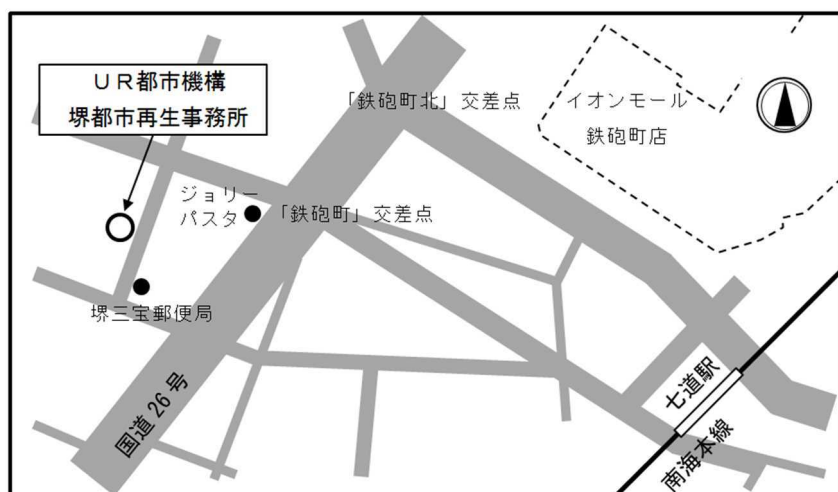 UR都市機構
堺都市再生事務所
「鉄砲町北」交差点
イオンモール
鉄砲町店
ジョリー
パスタ
「鉄砲町」交差点
堺三宝郵便局
国道26号
七道駅
南海本線